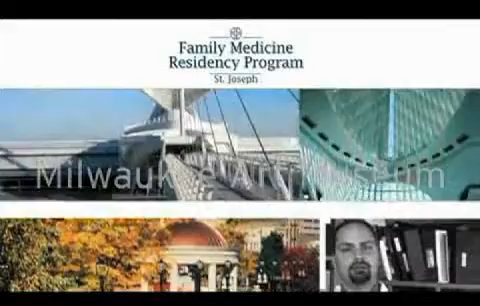 Family Medicine
Residency Program
St. Joseph
Milwaukee Art Museum